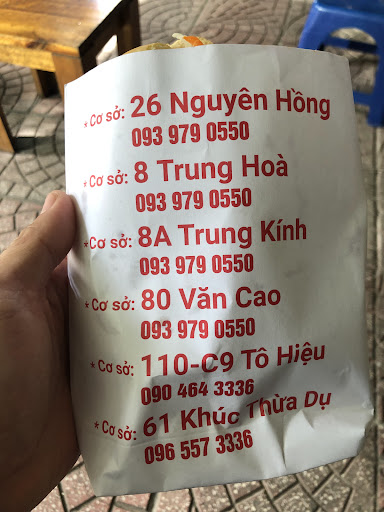 * Cơ sở: 26 Nguyên Hồng
093 979 0550
* Cơ sở: 8 Trung Hoà
093 979 0550
*Cơ sở: 8A Trung Kính
093 979 0550
* Cơ sở: 80 Văn Cao
093 979 0550
* Cơ sở: 110-C9 Tô Hiệu
090 464 3336
* Cơ sở: 61 Khúc Thừa Dụ
096 557 3336